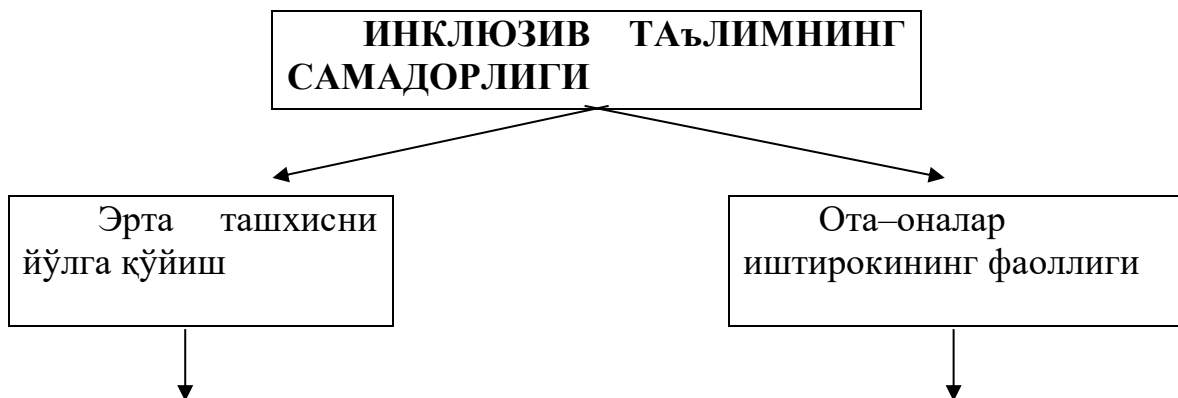 ИНКЛЮЗИВ ТАъЛИМНИНГ
САМАДОРЛИГИ
Эрта ташхисни
йўлга қўйиш
Ота–оналар
иштирокининг фаоллиги